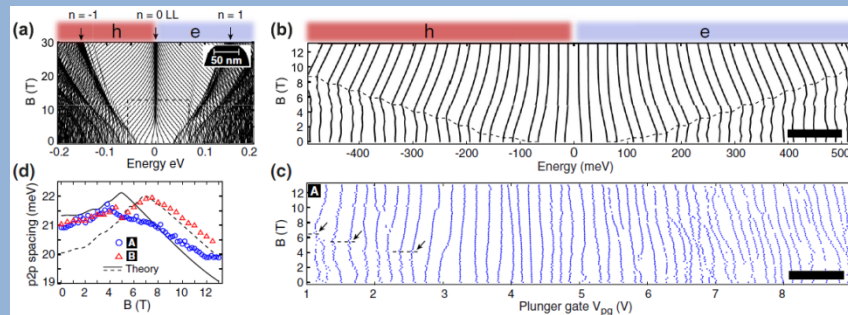 n = -1 n = 0 LL n = 1
(a) h e
50 nm
B (T)
30
20
10
0
-0.2 -0.1 0 0.1 0.2
Energy eV
(b) h e
B (T)
12
10
8
6
4
2
0
-400 -300 -200 -100 0 100 200 300 400 500
Energy (meV)
(d)
p2p spacing (meV)
22
21
20
19
A
B
Theory
0 2 4 6 8 10 12
B (T)
(c) A
B (T)
12
10
8
6
4
2
0
1 2 3 4 5 6 7 8
Plunger gate Vpg (V)